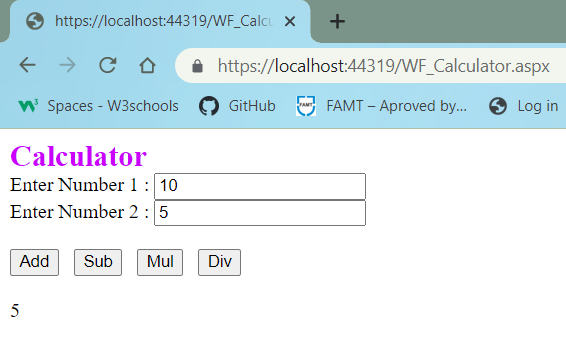 https://localhost:44319/WF_Calcu
https://localhost:44319/WF_Calculator.aspx
Spaces - W3schools GitHub FAMT – Aproved by... Log in
Calculator
Enter Number 1 : 10
Enter Number 2 : 5
Add Sub Mul Div
5